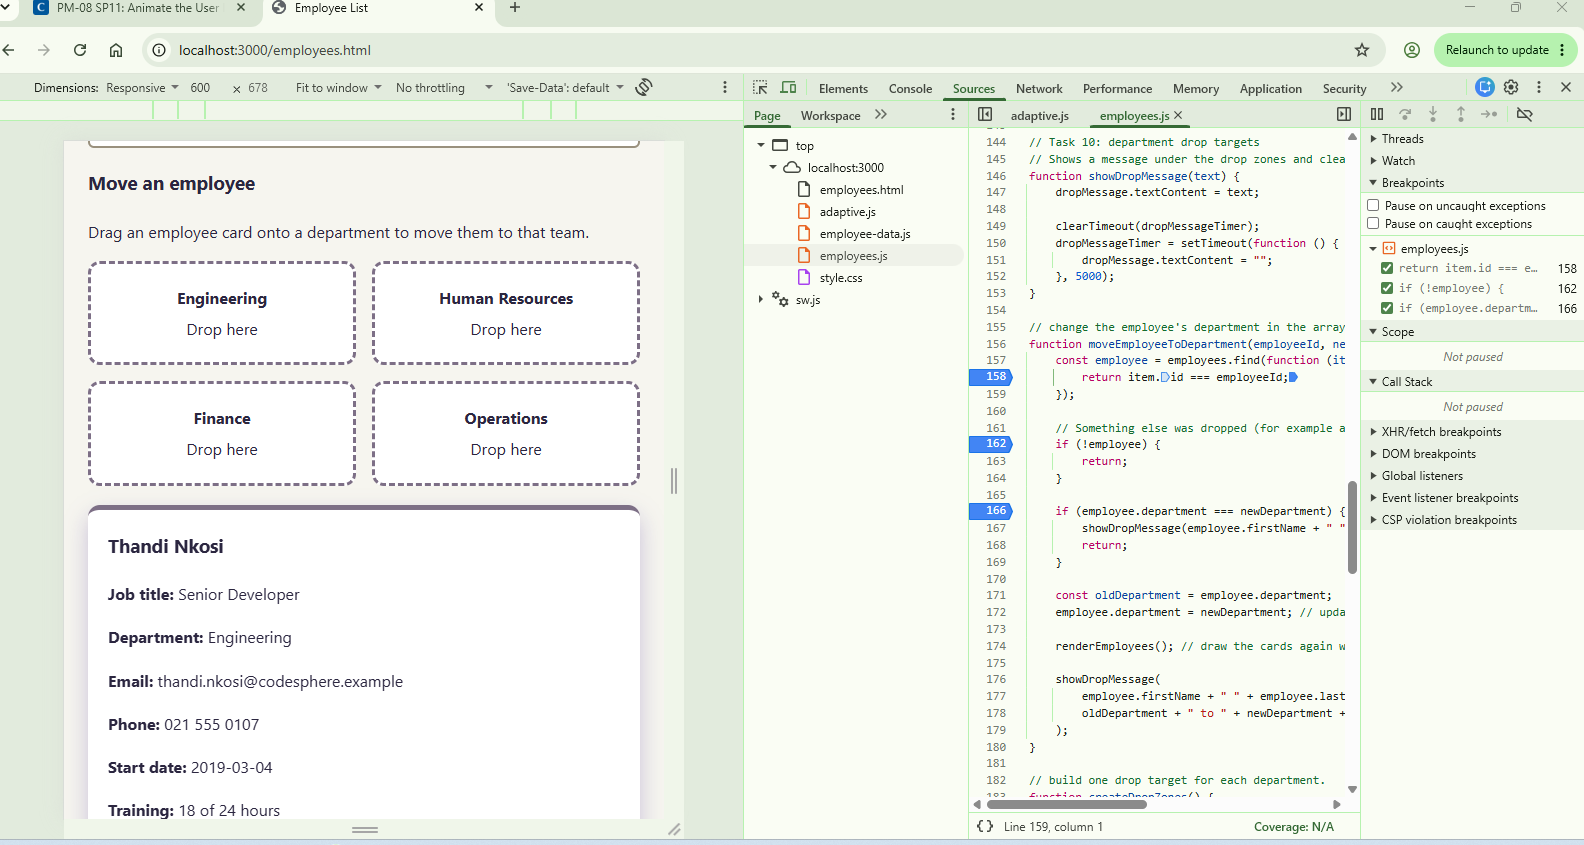 PM-08 SP11: Animate the User
Employee List
localhost:3000/employees.html
Relaunch to update
Dimensions: Responsive 600 × 678 Fit to window No throttling 'Save-Data': default
Elements Console Sources Network Performance Memory Application Security
Page Workspace
adaptive.js employees.js
top
localhost:3000
employees.html
adaptive.js
employee-data.js
employees.js
style.css
sw.js
Move an employee
Drag an employee card onto a department to move them to that team.
Engineering
Drop here
Human Resources
Drop here
Finance
Drop here
Operations
Drop here
Thandi Nkosi
Job title: Senior Developer
Department: Engineering
Email: thandi.nkosi@codesphere.example
Phone: 021 555 0107
Start date: 2019-03-04
Training: 18 of 24 hours
144 // Task 10: department drop targets
145 // Shows a message under the drop zones and clea
146 function showDropMessage(text) {
147 dropMessage.textContent = text;
148
149 clearTimeout(dropMessageTimer);
150 dropMessageTimer = setTimeout(function () {
151 dropMessage.textContent = "";
152 }, 5000);
153 }
154
155 // change the employee's department in the array
156 function moveEmployeeToDepartment(employeeId, ne
157 const employee = employees.find(function (it
158 return item.id === employeeId;
159 });
160
161 // Something else was dropped (for example a
162 if (!employee) {
163 return;
164 }
165
166 if (employee.department === newDepartment) {
167 showDropMessage(employee.firstName + " "
168 return;
169 }
170
171 const oldDepartment = employee.department;
172 employee.department = newDepartment; // upda
173
174 renderEmployees(); // draw the cards again w
175
176 showDropMessage(
177 employee.firstName + " " + employee.last
178 oldDepartment + " to " + newDepartment +
179 );
180 }
181
182 // build one drop target for each department.
183 function createDropZones() {
{} Line 159, column 1 Coverage: N/A
Threads
Watch
Breakpoints
Pause on uncaught exceptions
Pause on caught exceptions
employees.js
return item.id === e… 158
if (!employee) { 162
if (employee.departm… 166
Scope
Not paused
Call Stack
Not paused
XHR/fetch breakpoints
DOM breakpoints
Global listeners
Event listener breakpoints
CSP violation breakpoints